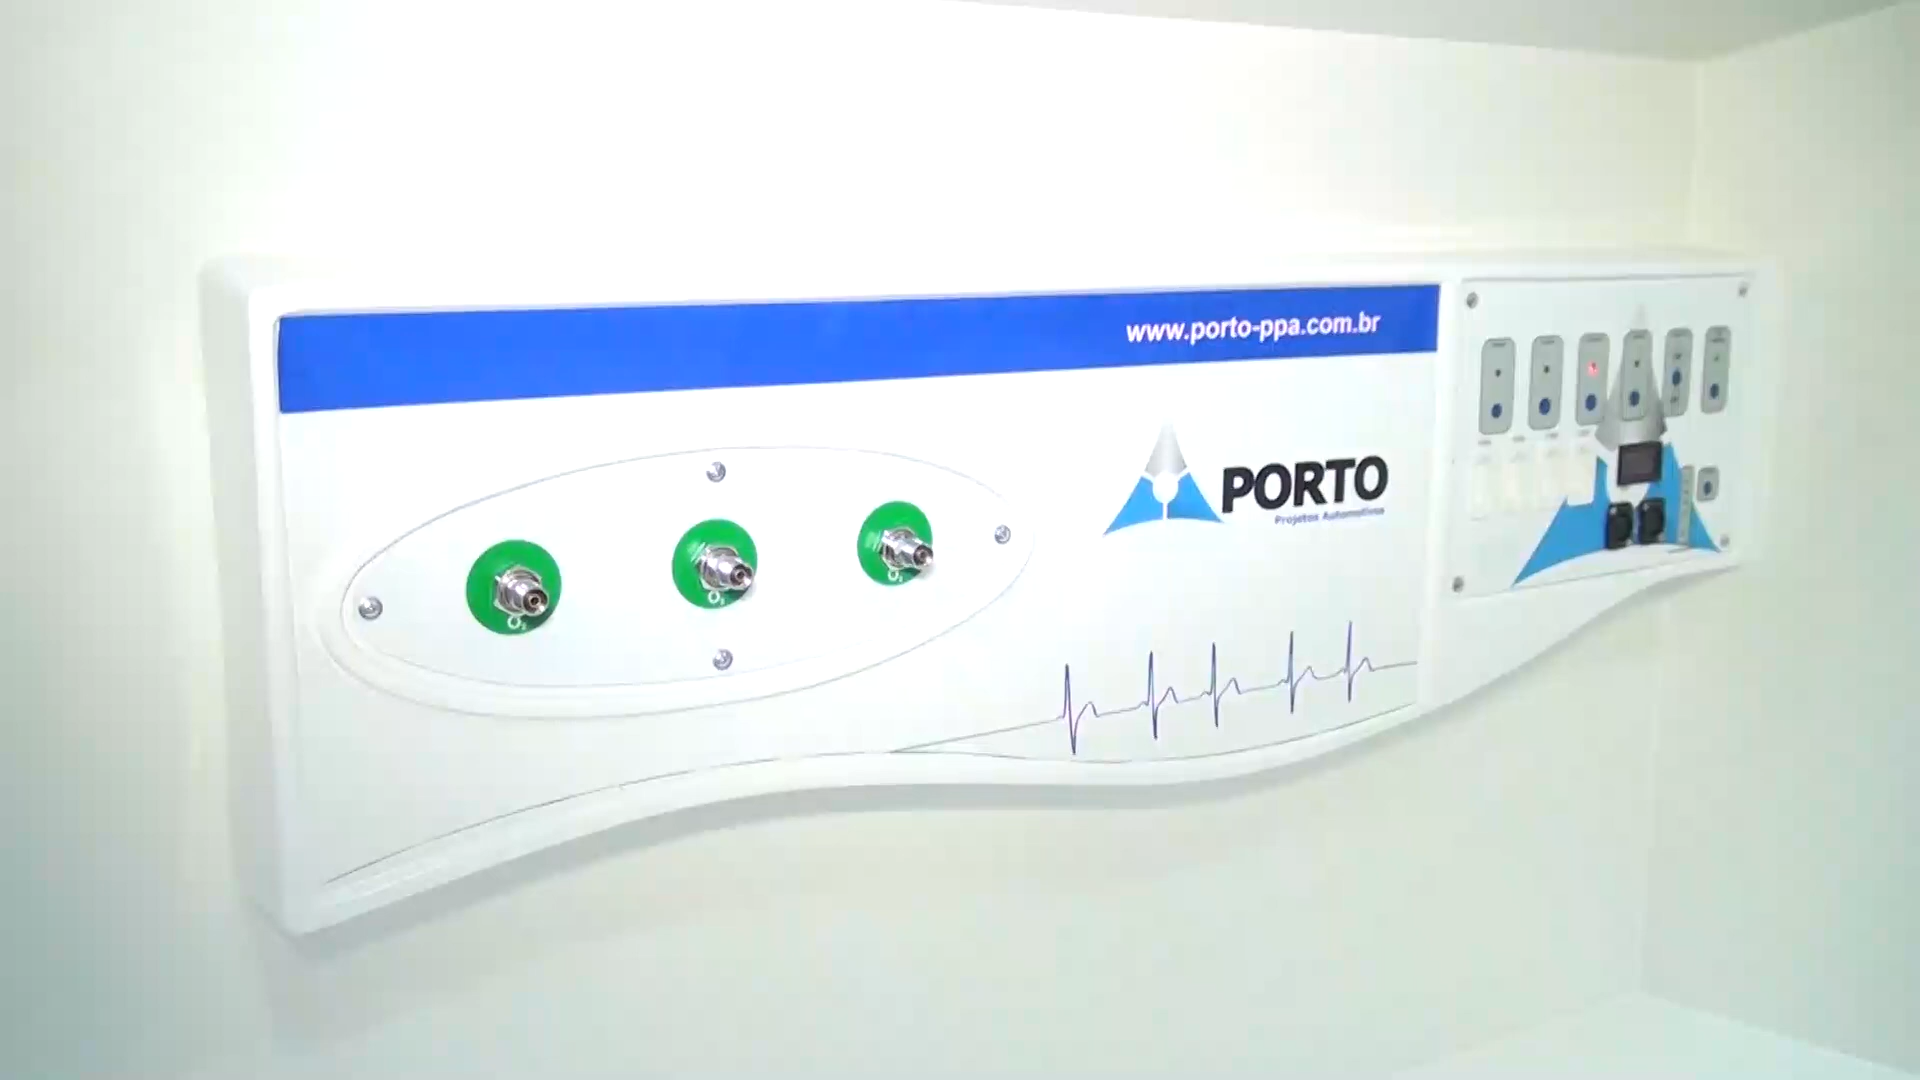 www.porto-ppa.com.br
PORTO
Projetos Automotivos
O₂
O₂
O₂